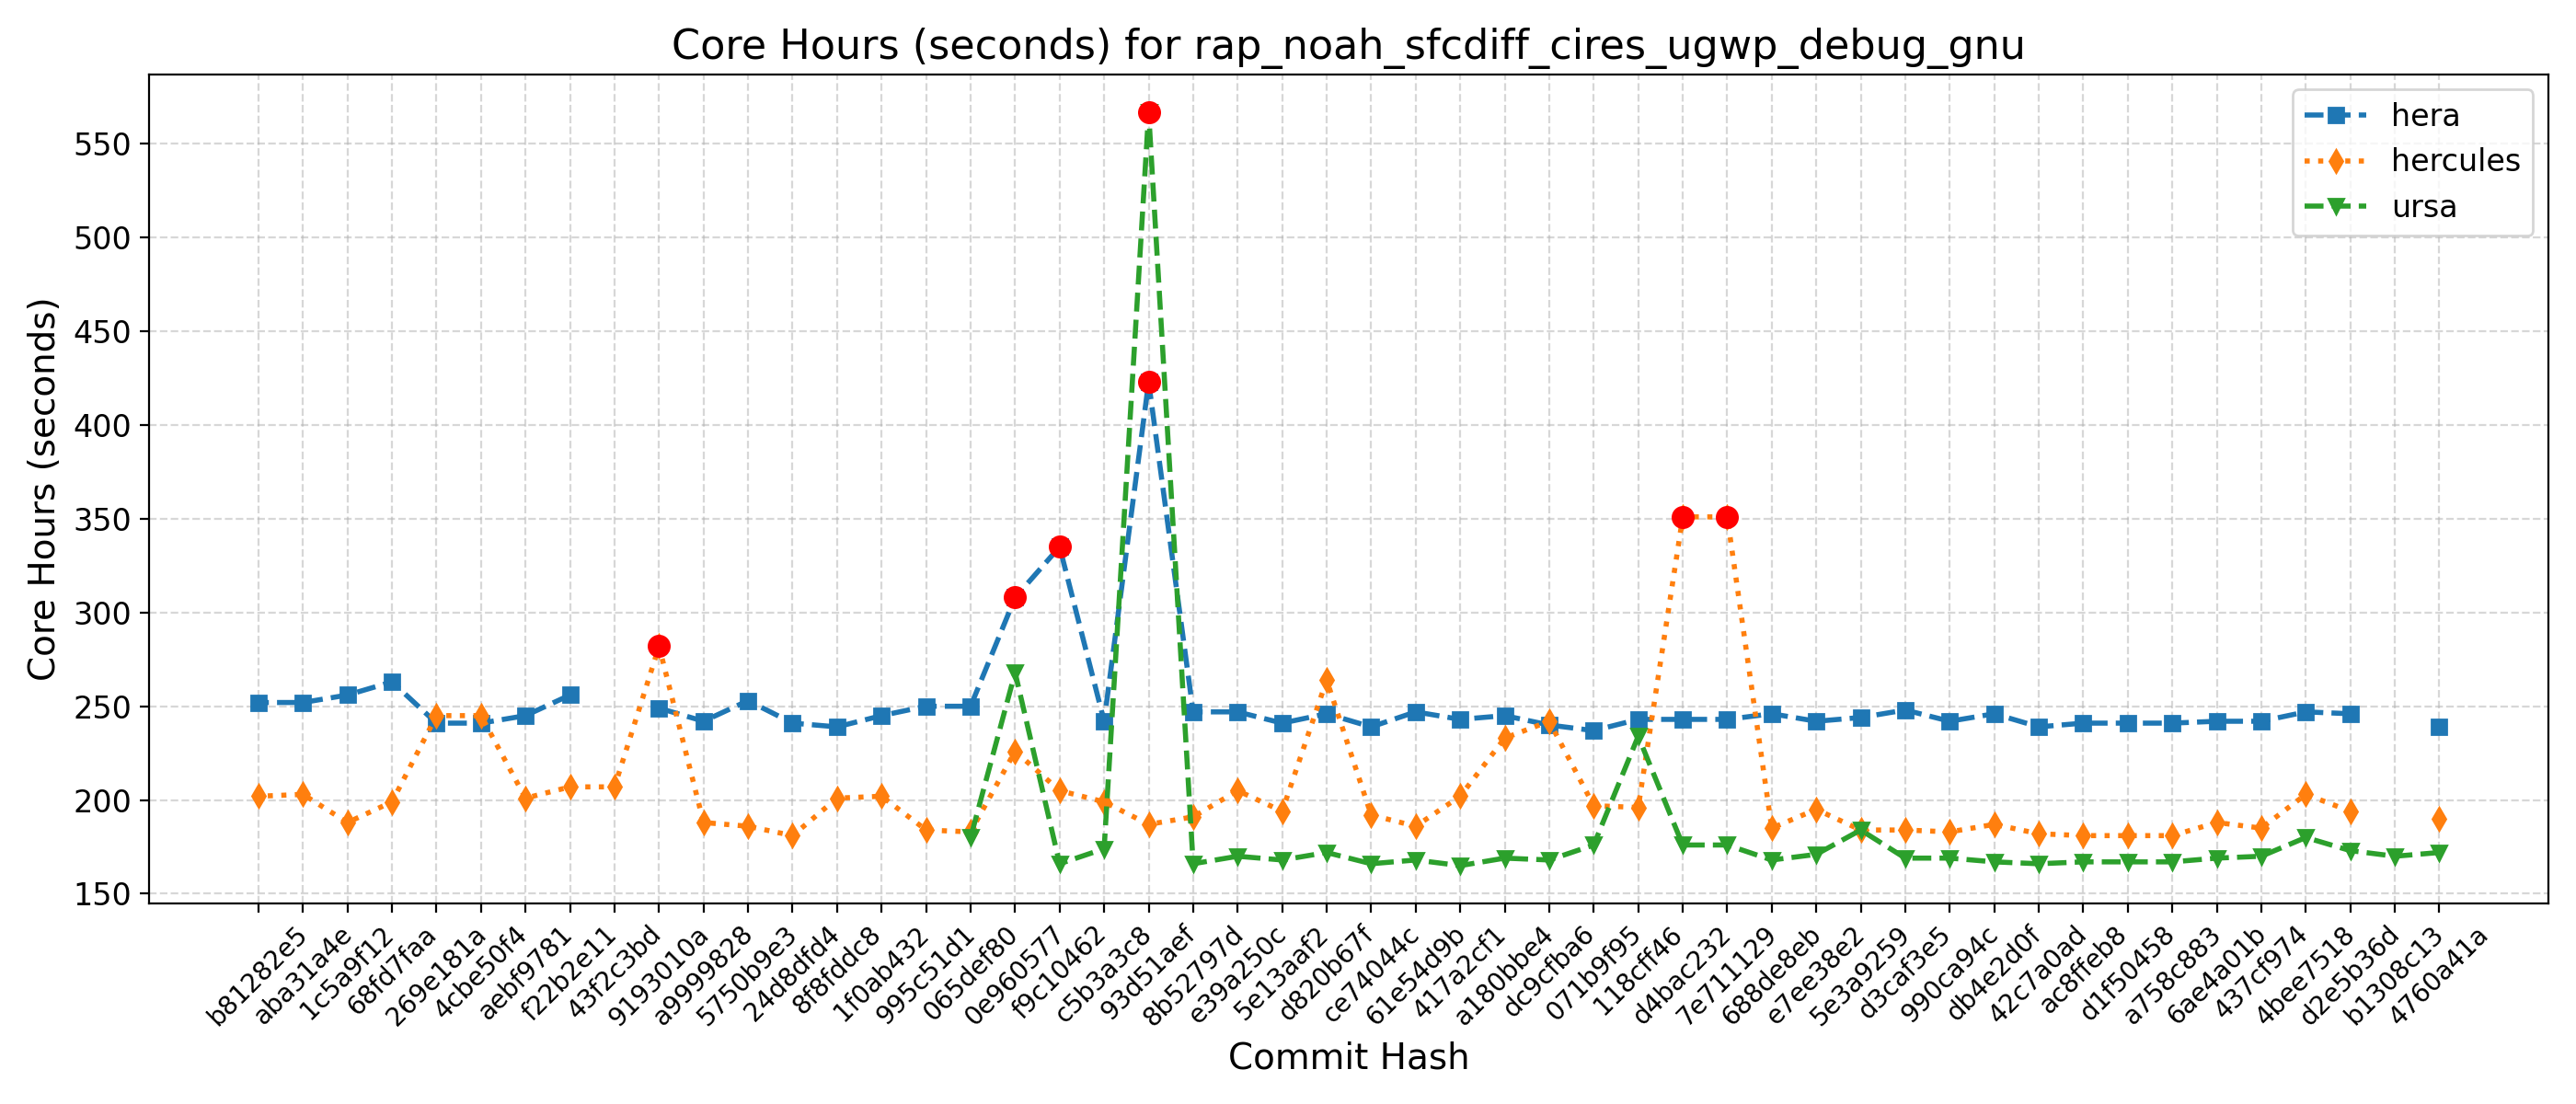 Core Hours (seconds) for rap_noah_sfcdiff_cires_ugwp_debug_gnu
hera
hercules
ursa
Core Hours (seconds)
550
500
450
400
350
300
250
200
150
b81282e5
aba31a4e
1c5a9f12
68fd7faa
269e181a
4cbe50f4
aebf9781
f22b2e11
43f2c3bd
9193010a
a9999828
5750b9e3
24d8dfd4
8f8fddc8
1f0ab432
995c51d1
065def80
0e960577
f9c10462
c5b3a3c8
93d51aef
8b52797d
e39a250c
5e13aaf2
d820b67f
ce74044c
61e54d9b
417a2cf1
a180bbe4
dc9cfba6
071b9f95
118cff46
d4bac232
7e711129
688de8eb
e7ee38e2
5e3a9259
d3caf3e5
990ca94c
db4e2d0f
42c7a0ad
ac8ffeb8
d1f50458
a758c883
6ae4a01b
437cf974
4bee7518
d2e5b36d
b1308c13
4760a41a
Commit Hash